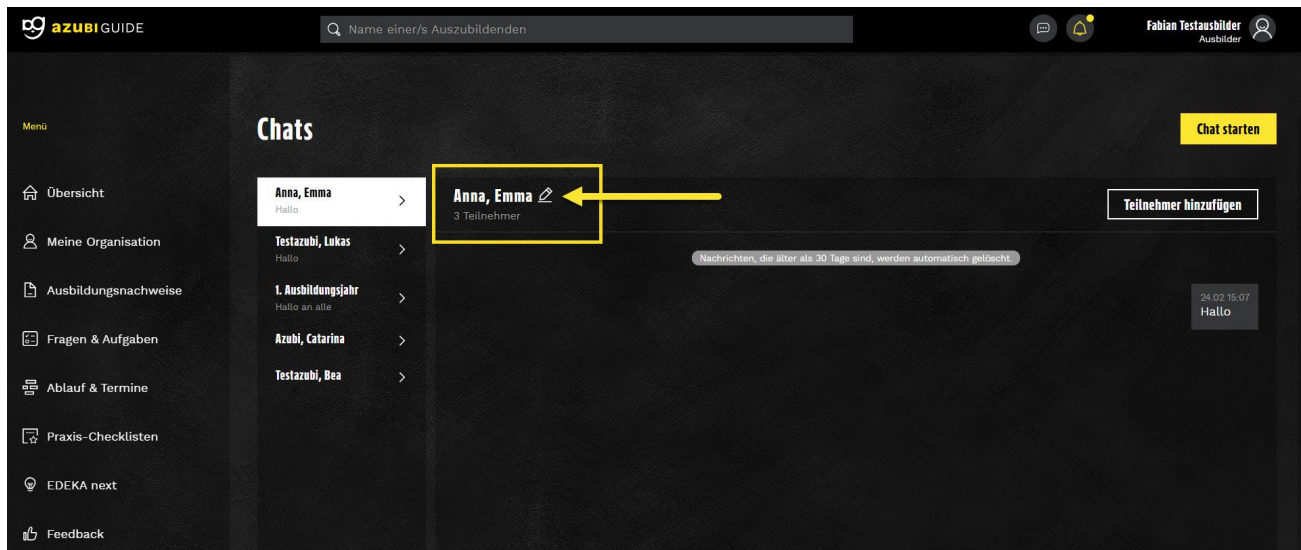 azubiGUIDE
Name einer/s Auszubildenden
Fabian Testausbilder
Ausbilder
Menü
Übersicht
Meine Organisation
Ausbildungsnachweise
Fragen & Aufgaben
Ablauf & Termine
Praxis-Checklisten
EDEKA next
Feedback
Chats
Chat starten
Anna, Emma
Hallo
Testazubi, Lukas
Hallo
1. Ausbildungsjahr
Hallo an alle
Azubi, Catarina
Testazubi, Bea
Anna, Emma
3 Teilnehmer
Teilnehmer hinzufügen
Nachrichten, die älter als 30 Tage sind, werden automatisch gelöscht.
24.02 15:07
Hallo